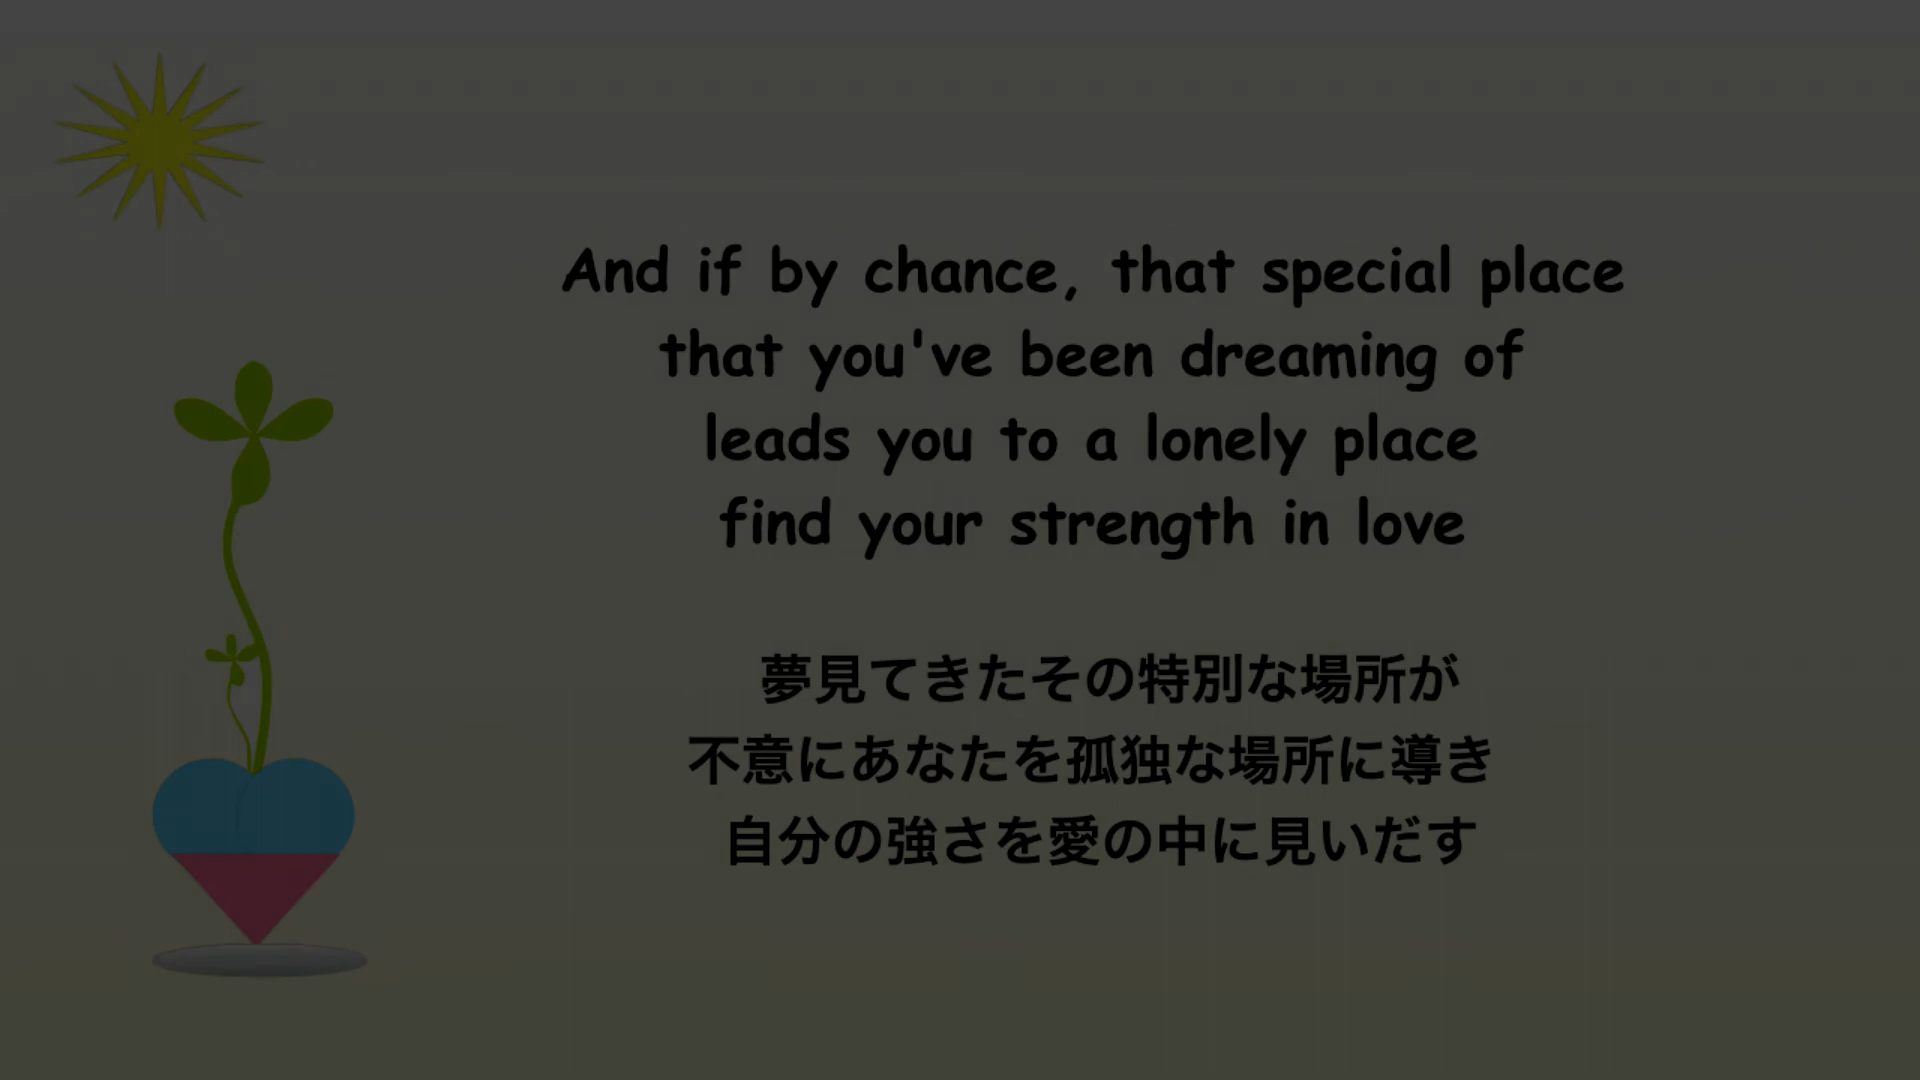 And if by chance, that special place
that you've been dreaming of
leads you to a lonely place
find your strength in love
夢見てきたその特別な場所が
不意にあなたを孤独な場所に導き
自分の強さを愛の中に見いだす